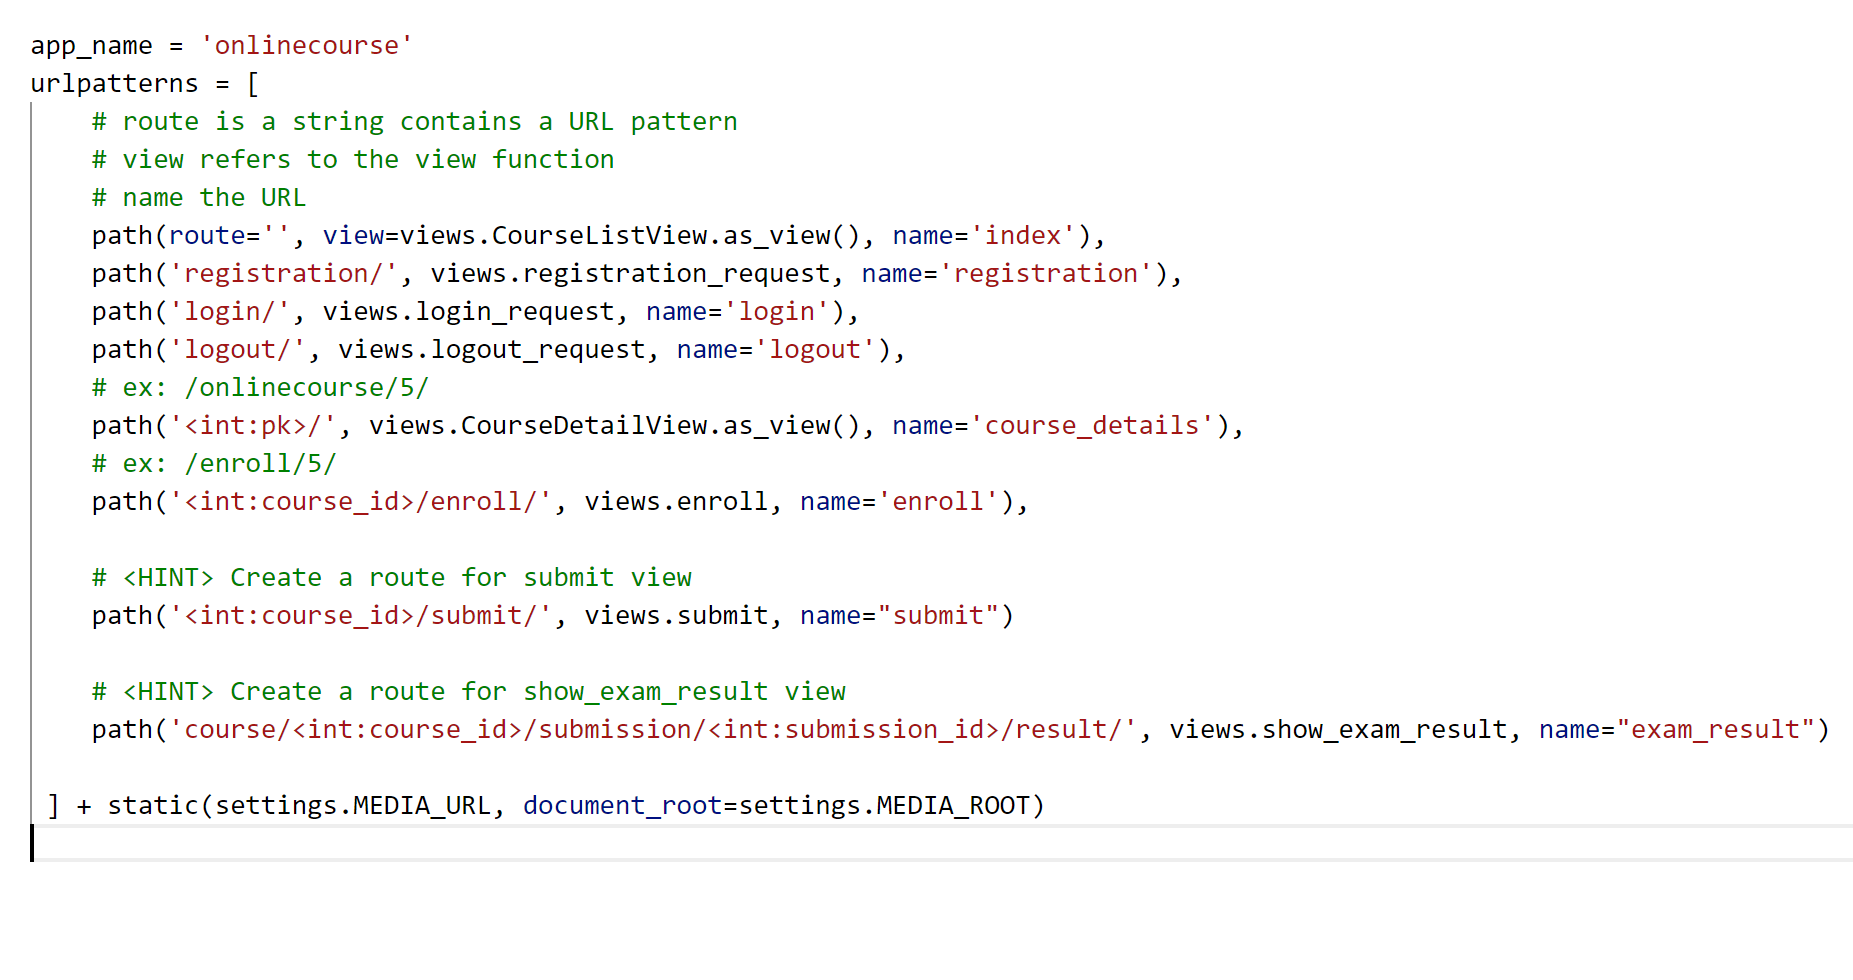 app_name = 'onlinecourse'
urlpatterns = [
    # route is a string contains a URL pattern
    # view refers to the view function
    # name the URL
    path(route='', view=views.CourseListView.as_view(), name='index'),
    path('registration/', views.registration_request, name='registration'),
    path('login/', views.login_request, name='login'),
    path('logout/', views.logout_request, name='logout'),
    # ex: /onlinecourse/5/
    path('<int:pk>/', views.CourseDetailView.as_view(), name='course_details'),
    # ex: /enroll/5/
    path('<int:course_id>/enroll/', views.enroll, name='enroll'),
    # <HINT> Create a route for submit view
    path('<int:course_id>/submit/', views.submit, name="submit")
    # <HINT> Create a route for show_exam_result view
    path('course/<int:course_id>/submission/<int:submission_id>/result/', views.show_exam_result, name="exam_result")
 ] + static(settings.MEDIA_URL, document_root=settings.MEDIA_ROOT)